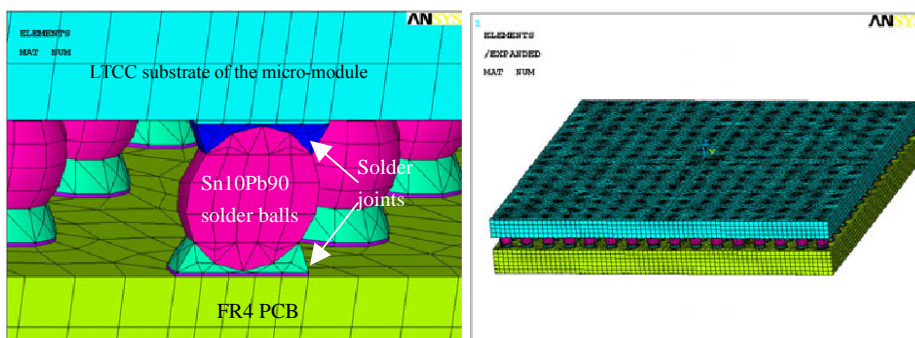 ANSYS
ELEMENTS
MAT NUM
LTCC substrate of the micro-module
Sn10Pb90
solder balls
Solder
joints
FR4 PCB
1
ELEMENTS
/EXPANDED
MAT NUM
ANSYS